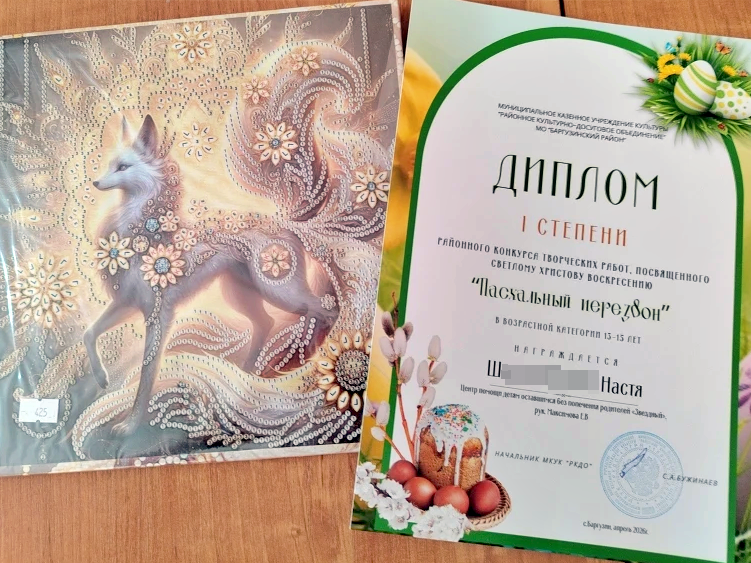 425
МУНИЦИПАЛЬНОЕ КАЗЕННОЕ УЧРЕЖДЕНИЕ КУЛЬТУРЫ
"РАЙОННОЕ КУЛЬТУРНО-ДОСУГОВОЕ ОБЪЕДИНЕНИЕ"
МО "БАРГУЗИНСКИЙ РАЙОН"
ДИПЛОМ
I СТЕПЕНИ
РАЙОННОГО КОНКУРСА ТВОРЧЕСКИХ РАБОТ, ПОСВЯЩЕННОГО
СВЕТЛОМУ ХРИСТОВУ ВОСКРЕСЕНИЮ
"Пасхальный перезвон"
В ВОЗРАСТНОЙ КАТЕГОРИИ 13-15 ЛЕТ
НАГРАЖДАЕТСЯ
Ш Настя
Центр помощи детям оставшимся без попечения родителей «Звездный»,
рук. Максимова Е.В
НАЧАЛЬНИК МКУК "РКДО"
С.А.БУЖИНАЕВ
с.Баргузин, апрель 2026г.